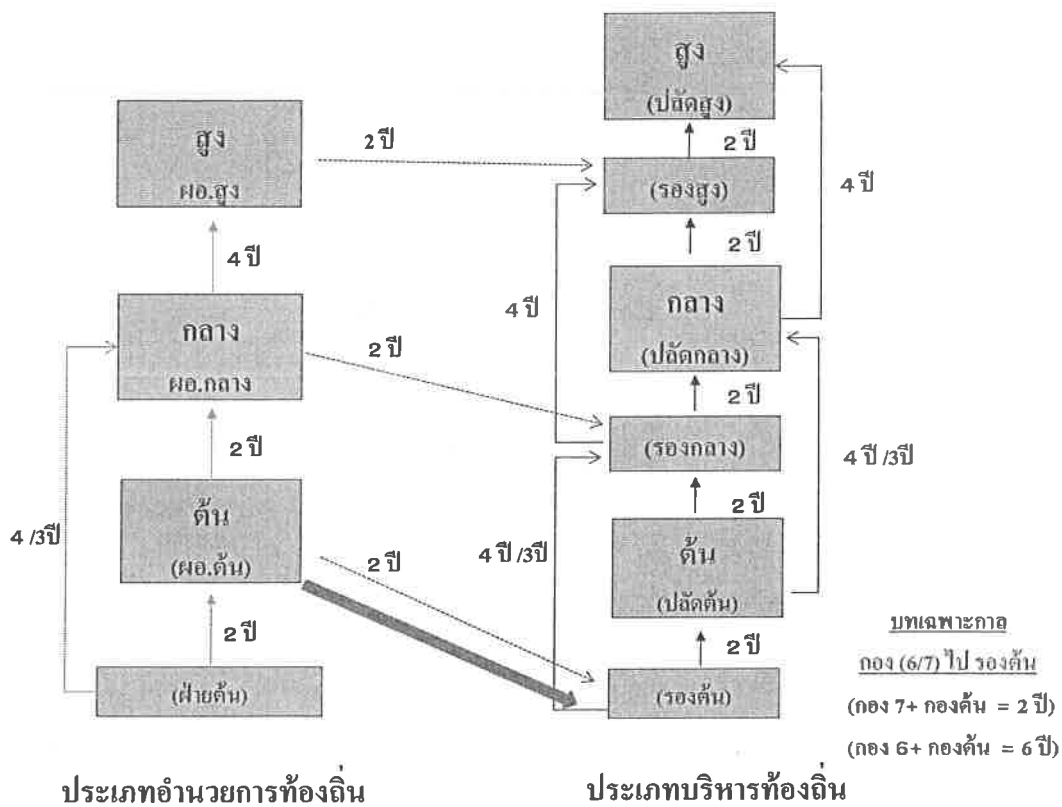 สูง
(ปลัดสูง)
สูง
ผอ.สูง
2 ปี
2 ปี
(รองสูง)
4 ปี
4 ปี
2 ปี
กลาง
ผอ.กลาง
4 ปี
กลาง
(ปลัดกลาง)
2 ปี
2 ปี
(รองกลาง)
2 ปี
4 ปี /3ปี
4 /3ปี
ต้น
(ผอ.ต้น)
2 ปี
4 ปี /3ปี
2 ปี
ต้น
(ปลัดต้น)
2 ปี
2 ปี
(ฝ่ายต้น)
(รองต้น)
บทเฉพาะกาล
กอง (6/7) ไป รองต้น
(กอง 7+ กองต้น = 2 ปี)
(กอง 6+ กองต้น = 6 ปี)
ประเภทอำนวยการท้องถิ่น
ประเภทบริหารท้องถิ่น